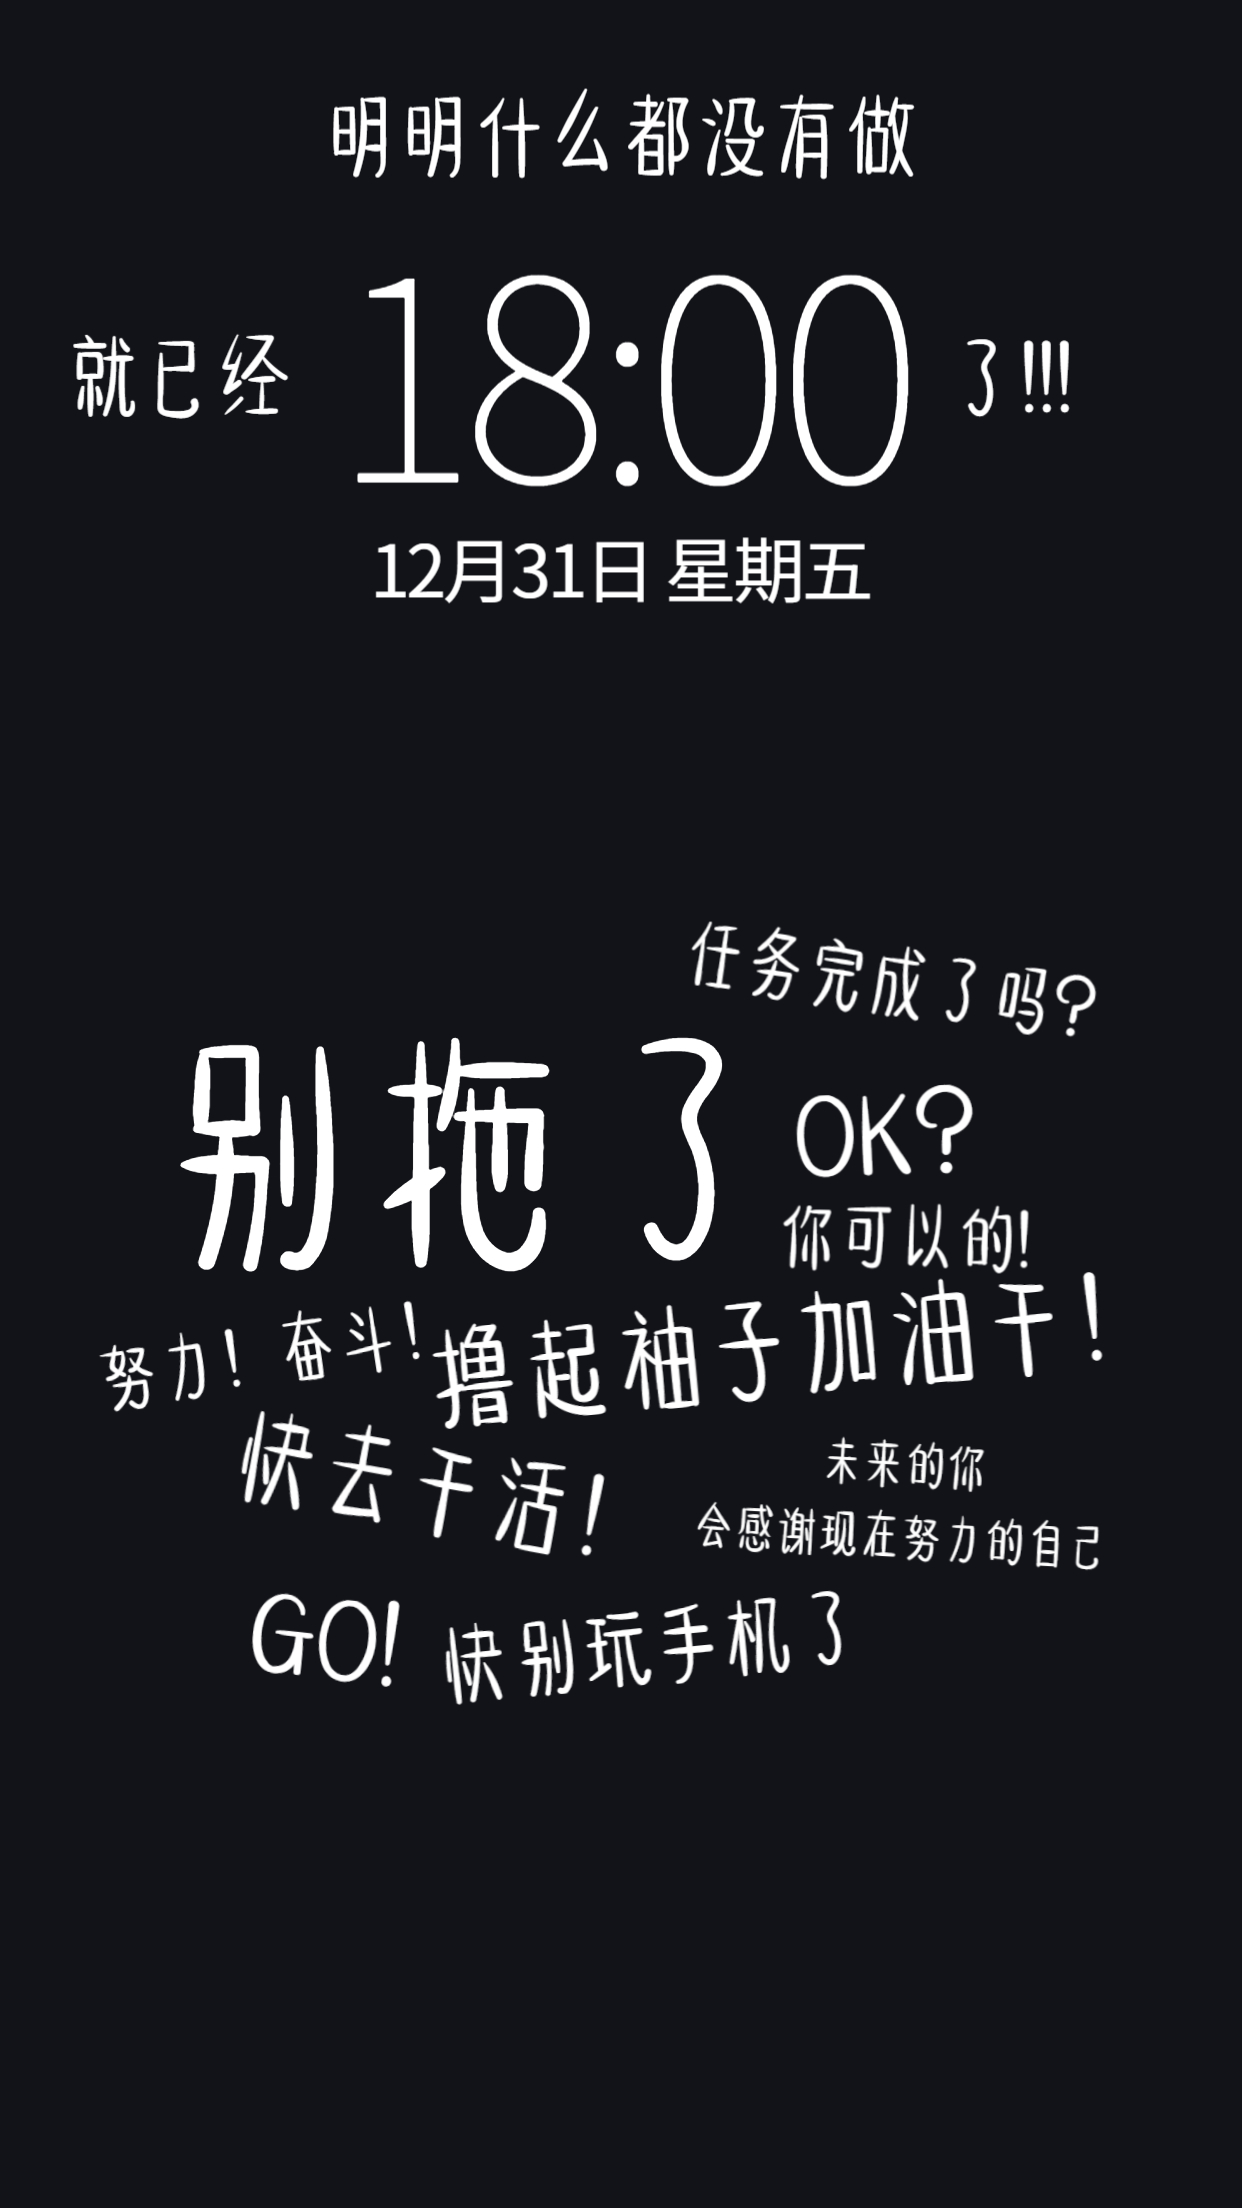 明明什么都没有做
就已经 18:00 了!!!
12月31日 星期五
任务完成了吗?
别拖了
OK?
你可以的!
努力! 奋斗!
撸起袖子加油干!
快去干活!
未来的你
会感谢现在努力的自己
GO! 快别玩手机了